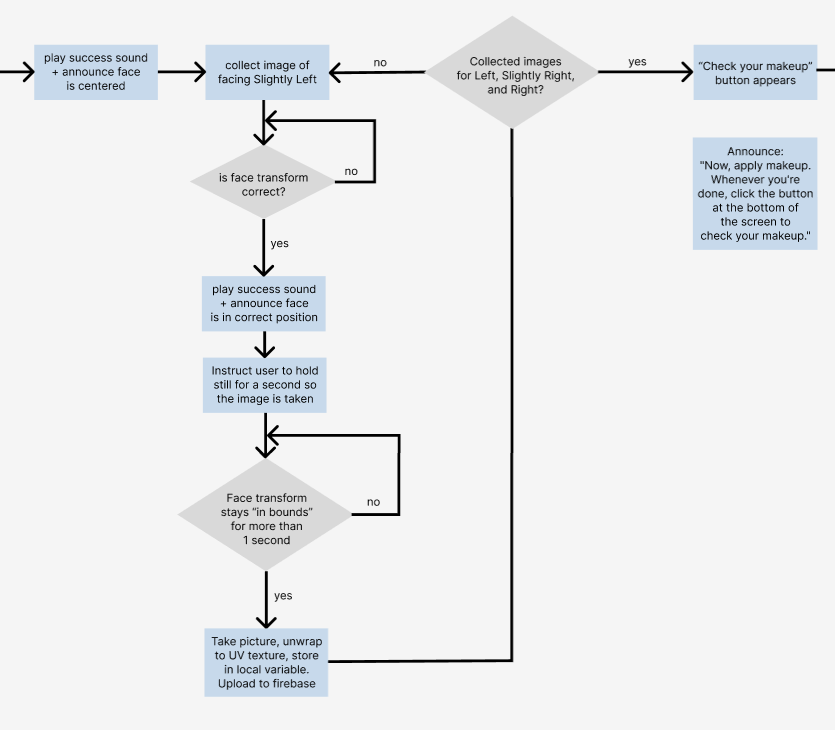 play success sound
+ announce face
is centered
collect image of
facing Slightly Left
no
Collected images
for Left, Slightly Right,
and Right?
yes
“Check your makeup”
button appears
Announce:
"Now, apply makeup.
Whenever you're
done, click the button
at the bottom of
the screen to
check your makeup."
is face transform
correct?
no
yes
play success sound
+ announce face
is in correct position
Instruct user to hold
still for a second so
the image is taken
Face transform
stays “in bounds”
for more than
1 second
no
yes
Take picture, unwrap
to UV texture, store
in local variable.
Upload to firebase